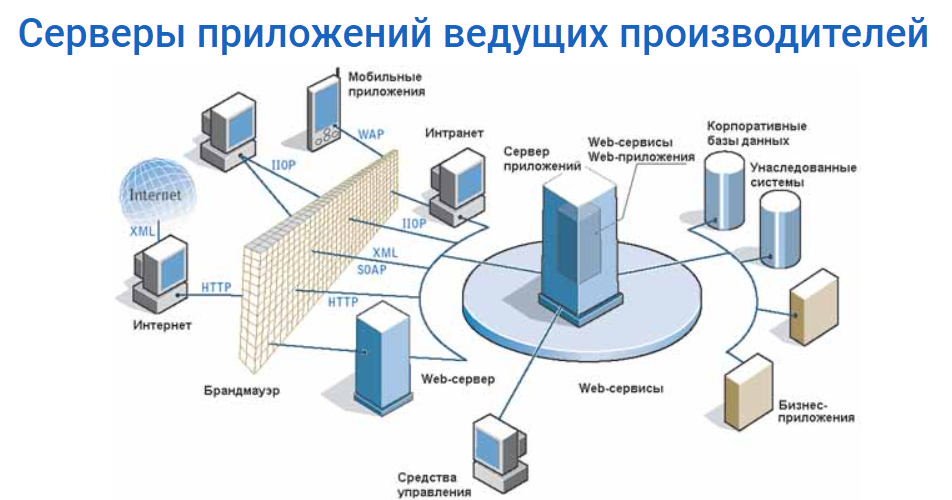 Серверы приложений ведущих производителей
Мобильные
приложения
WAP
Интранет
IIOP
Internet
XML
HTTP
Интернет
IIOP
XML
SOAP
HTTP
Брандмауэр
Web-сервер
Сервер
приложений
Web-сервисы
Web-приложения
Корпоративные
базы данных
Унаследованные
системы
Web-сервисы
Бизнес-
приложения
Средства
управления